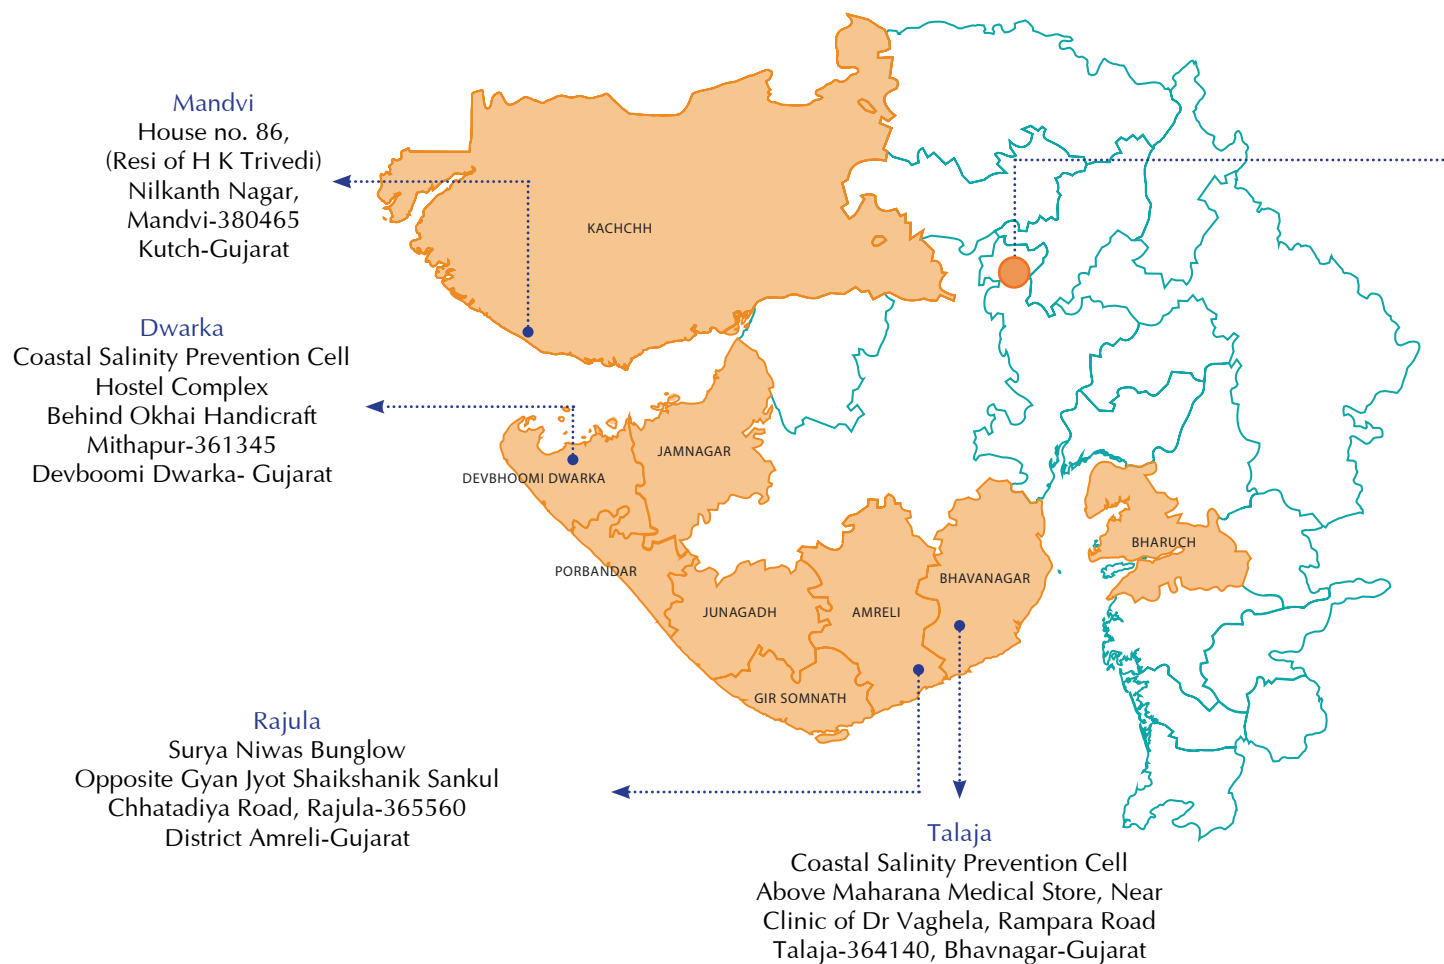 Mandvi
House no. 86,
(Resi of H K Trivedi)
Nilkanth Nagar,
Mandvi-380465
Kutch-Gujarat
Dwarka
Coastal Salinity Prevention Cell
Hostel Complex
Behind Okhai Handicraft
Mithapur-361345
Devboomi Dwarka- Gujarat
KACHCHH
JAMNAGAR
DEVBHOOMI DWARKA
PORBANDAR
JUNAGADH
AMRELI
BHAVANAGAR
BHARUCH
GIR SOMNATH
Rajula
Surya Niwas Bunglow
Opposite Gyan Jyot Shaikshanik Sankul
Chhatadiya Road, Rajula-365560
District Amreli-Gujarat
Talaja
Coastal Salinity Prevention Cell
Above Maharana Medical Store, Near
Clinic of Dr Vaghela, Rampara Road
Talaja-364140, Bhavnagar-Gujarat